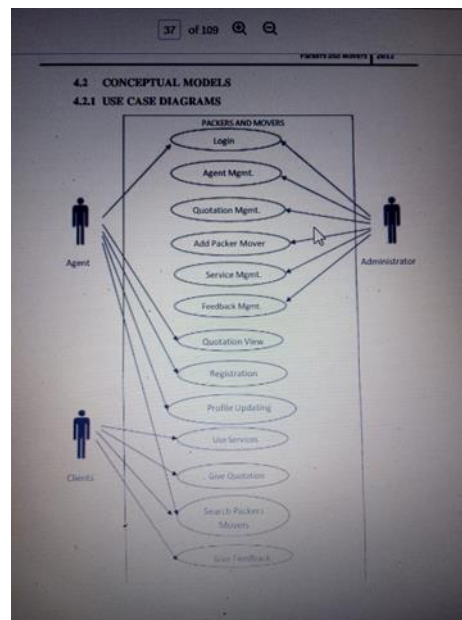 37 of 109
PACKERS AND MOVERS
4.2 CONCEPTUAL MODELS
4.2.1 USE CASE DIAGRAMS
PACKERS AND MOVERS
Login
Agent Mgmt.
Quotation Mgmt.
Add Packer Mover
Agent
Administrator
Service Mgmt.
Feedback Mgmt.
Quotation View
Registration
Profile Updating
Use Services
Clients
Give Quotation
Search Packers
Movers
Give Feedback